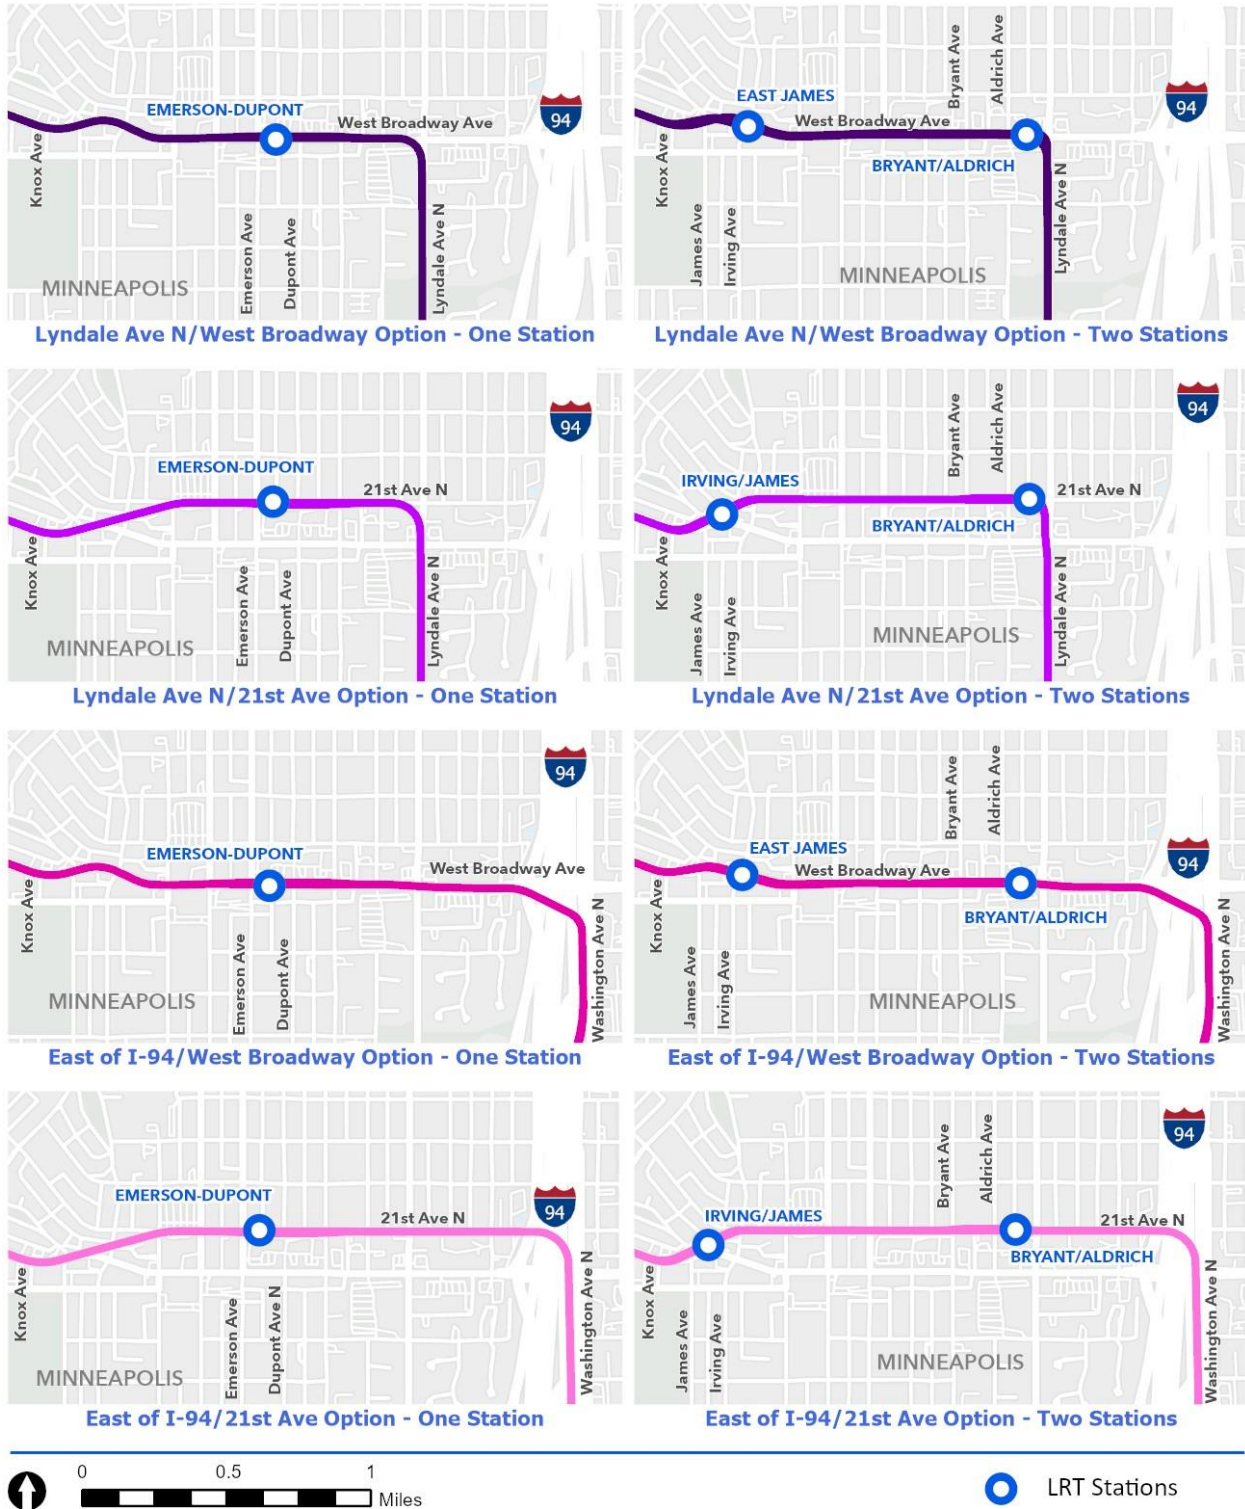 EMERSON-DUPONT
West Broadway Ave
94
Knox Ave
Emerson Ave
Dupont Ave
Lyndale Ave N
MINNEAPOLIS
Lyndale Ave N/West Broadway Option - One Station
Bryant Ave
Aldrich Ave
EAST JAMES
West Broadway Ave
94
BRYANT/ALDRICH
Knox Ave
James Ave
Irving Ave
Lyndale Ave N
MINNEAPOLIS
Lyndale Ave N/West Broadway Option - Two Stations
94
EMERSON-DUPONT
21st Ave N
Knox Ave
Emerson Ave
Dupont Ave
Lyndale Ave N
MINNEAPOLIS
Lyndale Ave N/21st Ave Option - One Station
Bryant Ave
Aldrich Ave
94
IRVING/JAMES
21st Ave N
BRYANT/ALDRICH
Knox Ave
James Ave
Irving Ave
Lyndale Ave N
MINNEAPOLIS
Lyndale Ave N/21st Ave Option - Two Stations
94
EMERSON-DUPONT
West Broadway Ave
Knox Ave
Emerson Ave
Dupont Ave
Washington Ave N
MINNEAPOLIS
East of I-94/West Broadway Option - One Station
Bryant Ave
Aldrich Ave
EAST JAMES
West Broadway Ave
94
BRYANT/ALDRICH
Knox Ave
James Ave
Irving Ave
Washington Ave N
MINNEAPOLIS
East of I-94/West Broadway Option - Two Stations
EMERSON-DUPONT
94
21st Ave N
Knox Ave
Emerson Ave
Dupont Ave N
Washington Ave N
MINNEAPOLIS
East of I-94/21st Ave Option - One Station
Bryant Ave
Aldrich Ave
94
IRVING/JAMES
21st Ave N
BRYANT/ALDRICH
Knox Ave
James Ave
Irving Ave
Washington Ave N
MINNEAPOLIS
East of I-94/21st Ave Option - Two Stations
0 0.5 1
Miles
LRT Stations